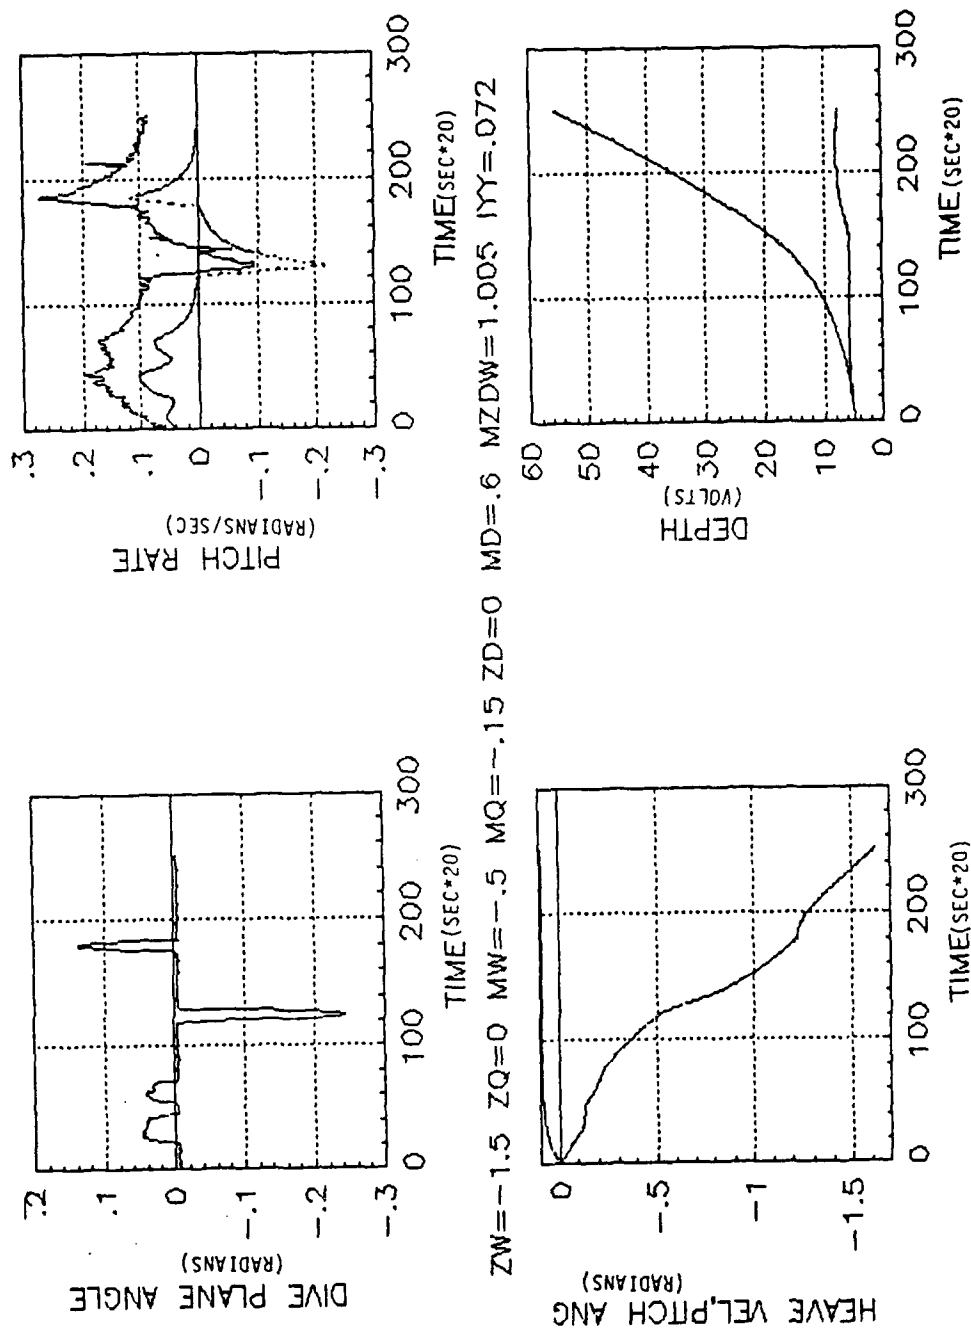 .2
.1
0
-.1
-.2
-.3
DIVE PLANE ANGLE
(RADIANS)
0 100 200 300
TIME(SEC*20)
.3
.2
.1
0
-.1
-.2
-.3
PITCH RATE
(RADIANS/SEC)
0 100 200 300
TIME(SEC*20)
ZW=-1.5 ZQ=0 MW=-.5 MQ=-.15 ZD=0 MD=.6 MZDW=1.005 IYY=.072
0
-.5
-1
-1.5
HEAVE VEL,PITCH ANG
(RADIANS)
0 100 200 300
TIME(SEC*20)
60
50
40
30
20
10
0
DEPTH
(VOLTS)
0 100 200 300
TIME (SEC*20)